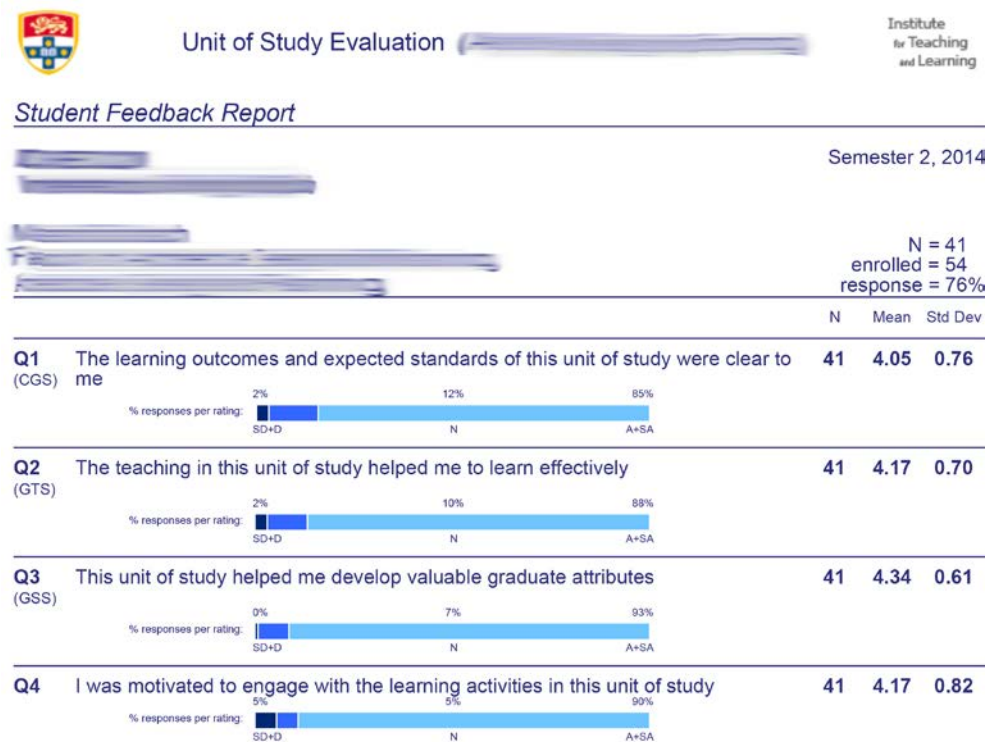 Unit of Study Evaluation
Institute
for Teaching
and Learning
Student Feedback Report
Semester 2, 2014
N = 41
enrolled = 54
response = 76%
N Mean Std Dev
Q1 The learning outcomes and expected standards of this unit of study were clear to 41 4.05 0.76
(CGS) me
2% 12% 85%
% responses per rating:
SD+D N A+SA
Q2 The teaching in this unit of study helped me to learn effectively 41 4.17 0.70
(GTS)
2% 10% 88%
% responses per rating:
SD+D N A+SA
Q3 This unit of study helped me develop valuable graduate attributes 41 4.34 0.61
(GSS)
0% 7% 93%
% responses per rating:
SD+D N A+SA
Q4 I was motivated to engage with the learning activities in this unit of study 41 4.17 0.82
5% 5% 90%
% responses per rating:
SD+D N A+SA